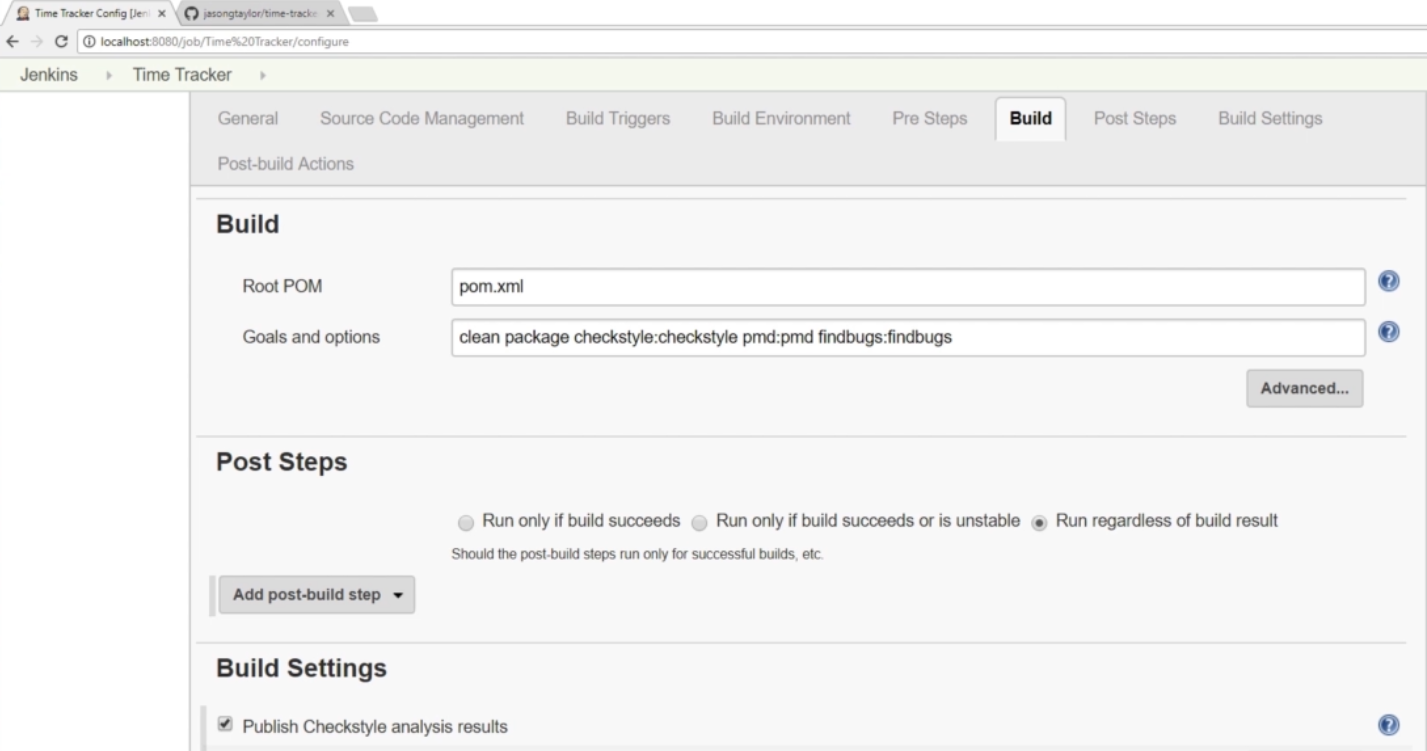 Time Tracker Config [Jen
jasongtaylor/time-tracke
localhost:8080/job/Time%20Tracker/configure
Jenkins Time Tracker
General Source Code Management Build Triggers Build Environment Pre Steps Build Post Steps Build Settings
Post-build Actions
Build
Root POM pom.xml
Goals and options clean package checkstyle:checkstyle pmd:pmd findbugs:findbugs
Advanced...
Post Steps
Run only if build succeeds Run only if build succeeds or is unstable Run regardless of build result
Should the post-build steps run only for successful builds, etc.
Add post-build step
Build Settings
Publish Checkstyle analysis results